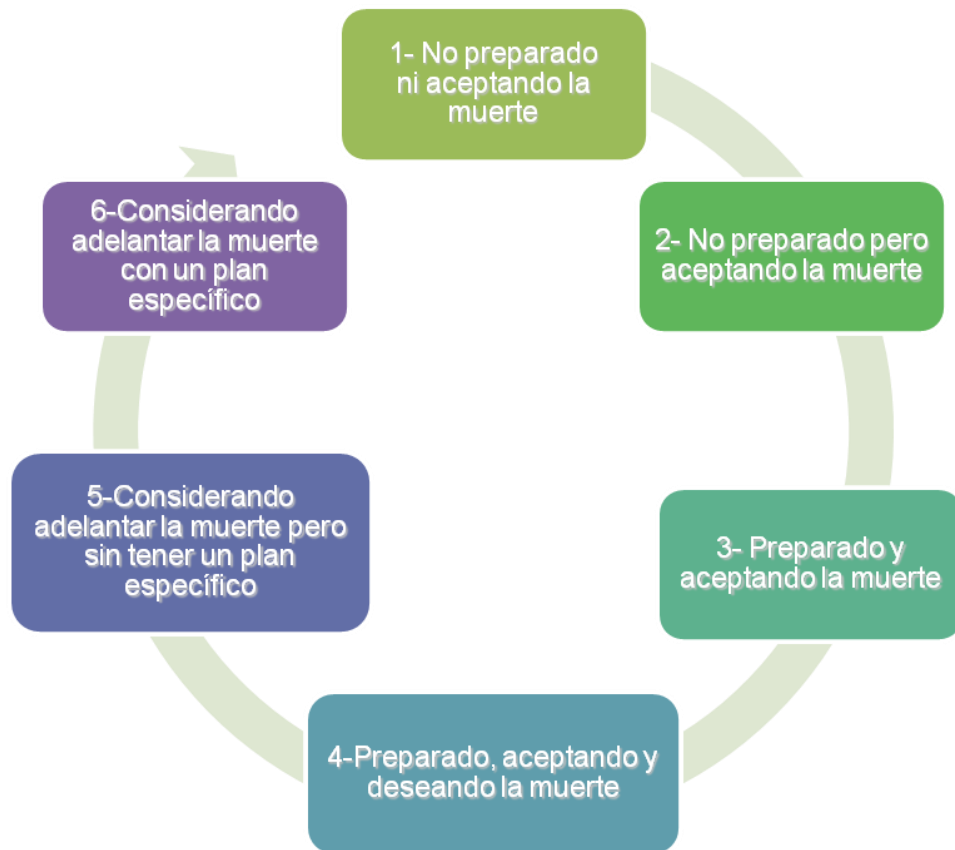 1- No preparado
ni aceptando la
muerte
2- No preparado pero
aceptando la muerte
3- Preparado y
aceptando la muerte
4-Preparado, aceptando y
deseando la muerte
5-Considerando
adelantar la muerte pero
sin tener un plan
específico
6-Considerando
adelantar la muerte
con un plan
específico